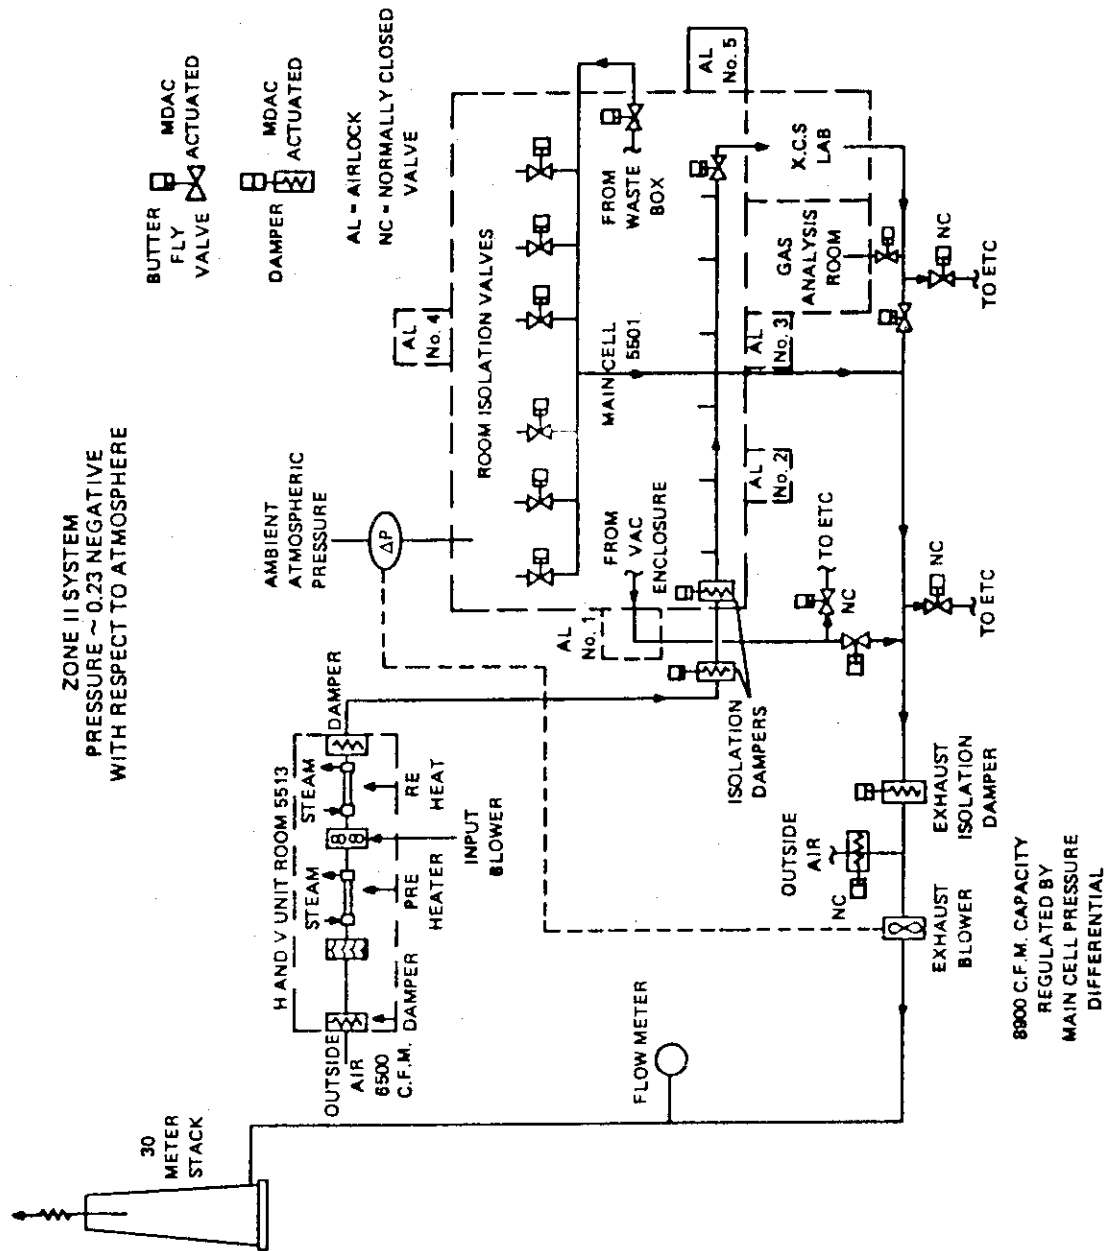 ZONE II SYSTEM
PRESSURE ~ 0.23 NEGATIVE
WITH RESPECT TO ATMOSPHERE
BUTTER
FLY
VALVE
MDAC
ACTUATED
DAMPER
MDAC
ACTUATED
AL = AIRLOCK
NC = NORMALLY CLOSED
VALVE
30
METER
STACK
OUTSIDE
AIR
6500
C.F.M.
H AND V UNIT ROOM 5513
DAMPER
STEAM
PRE
HEATER
INPUT
BLOWER
STEAM
RE
HEAT
DAMPER
AMBIENT
ATMOSPHERIC
PRESSURE
ΔP
AL
No. 4
ROOM ISOLATION VALVES
AL
No. 5
FROM
WASTE
BOX
MAIN CELL
5501
AL
No. 1
FROM
VAC
ENCLOSURE
ISOLATION
DAMPERS
AL
No. 2
AL
No. 3
GAS
ANALYSIS
ROOM
X.C.S
LAB
TO ETC
NC
NC
TO ETC
NC
TO ETC
FLOW METER
OUTSIDE
AIR
NC
EXHAUST
BLOWER
EXHAUST
ISOLATION
DAMPER
8900 C.F.M. CAPACITY
REGULATED BY
MAIN CELL PRESSURE
DIFFERENTIAL